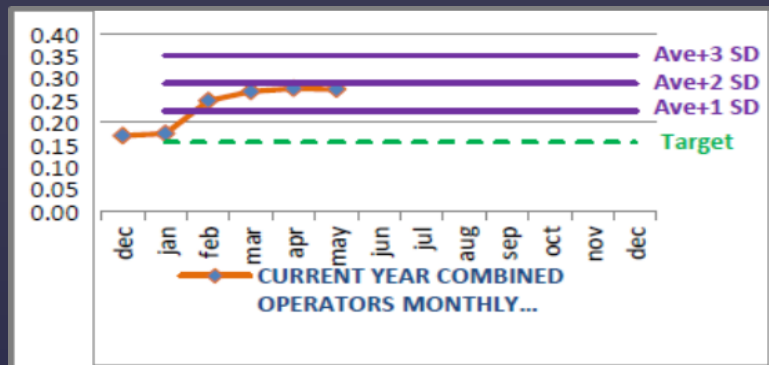 0.40
0.35
0.30
0.25
0.20
0.15
0.10
0.05
0.00
Ave+3 SD
Ave+2 SD
Ave+1 SD
Target
dec
jan
feb
mar
apr
may
jun
jul
aug
sep
oct
nov
dec
CURRENT YEAR COMBINED
OPERATORS MONTHLY...